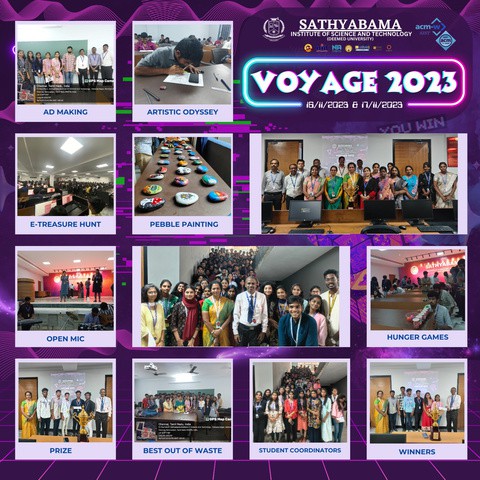 SATHYABAMA
INSTITUTE OF SCIENCE AND TECHNOLOGY
(DEEMED UNIVERSITY)
acm-w
VOYAGE 2023
16/11/2023 & 17/11/2023
YOU WIN
AD MAKING
ARTISTIC ODYSSEY
E-TREASURE HUNT
PEBBLE PAINTING
OPEN MIC
HUNGER GAMES
PRIZE
BEST OUT OF WASTE
STUDENT COORDINATORS
WINNERS